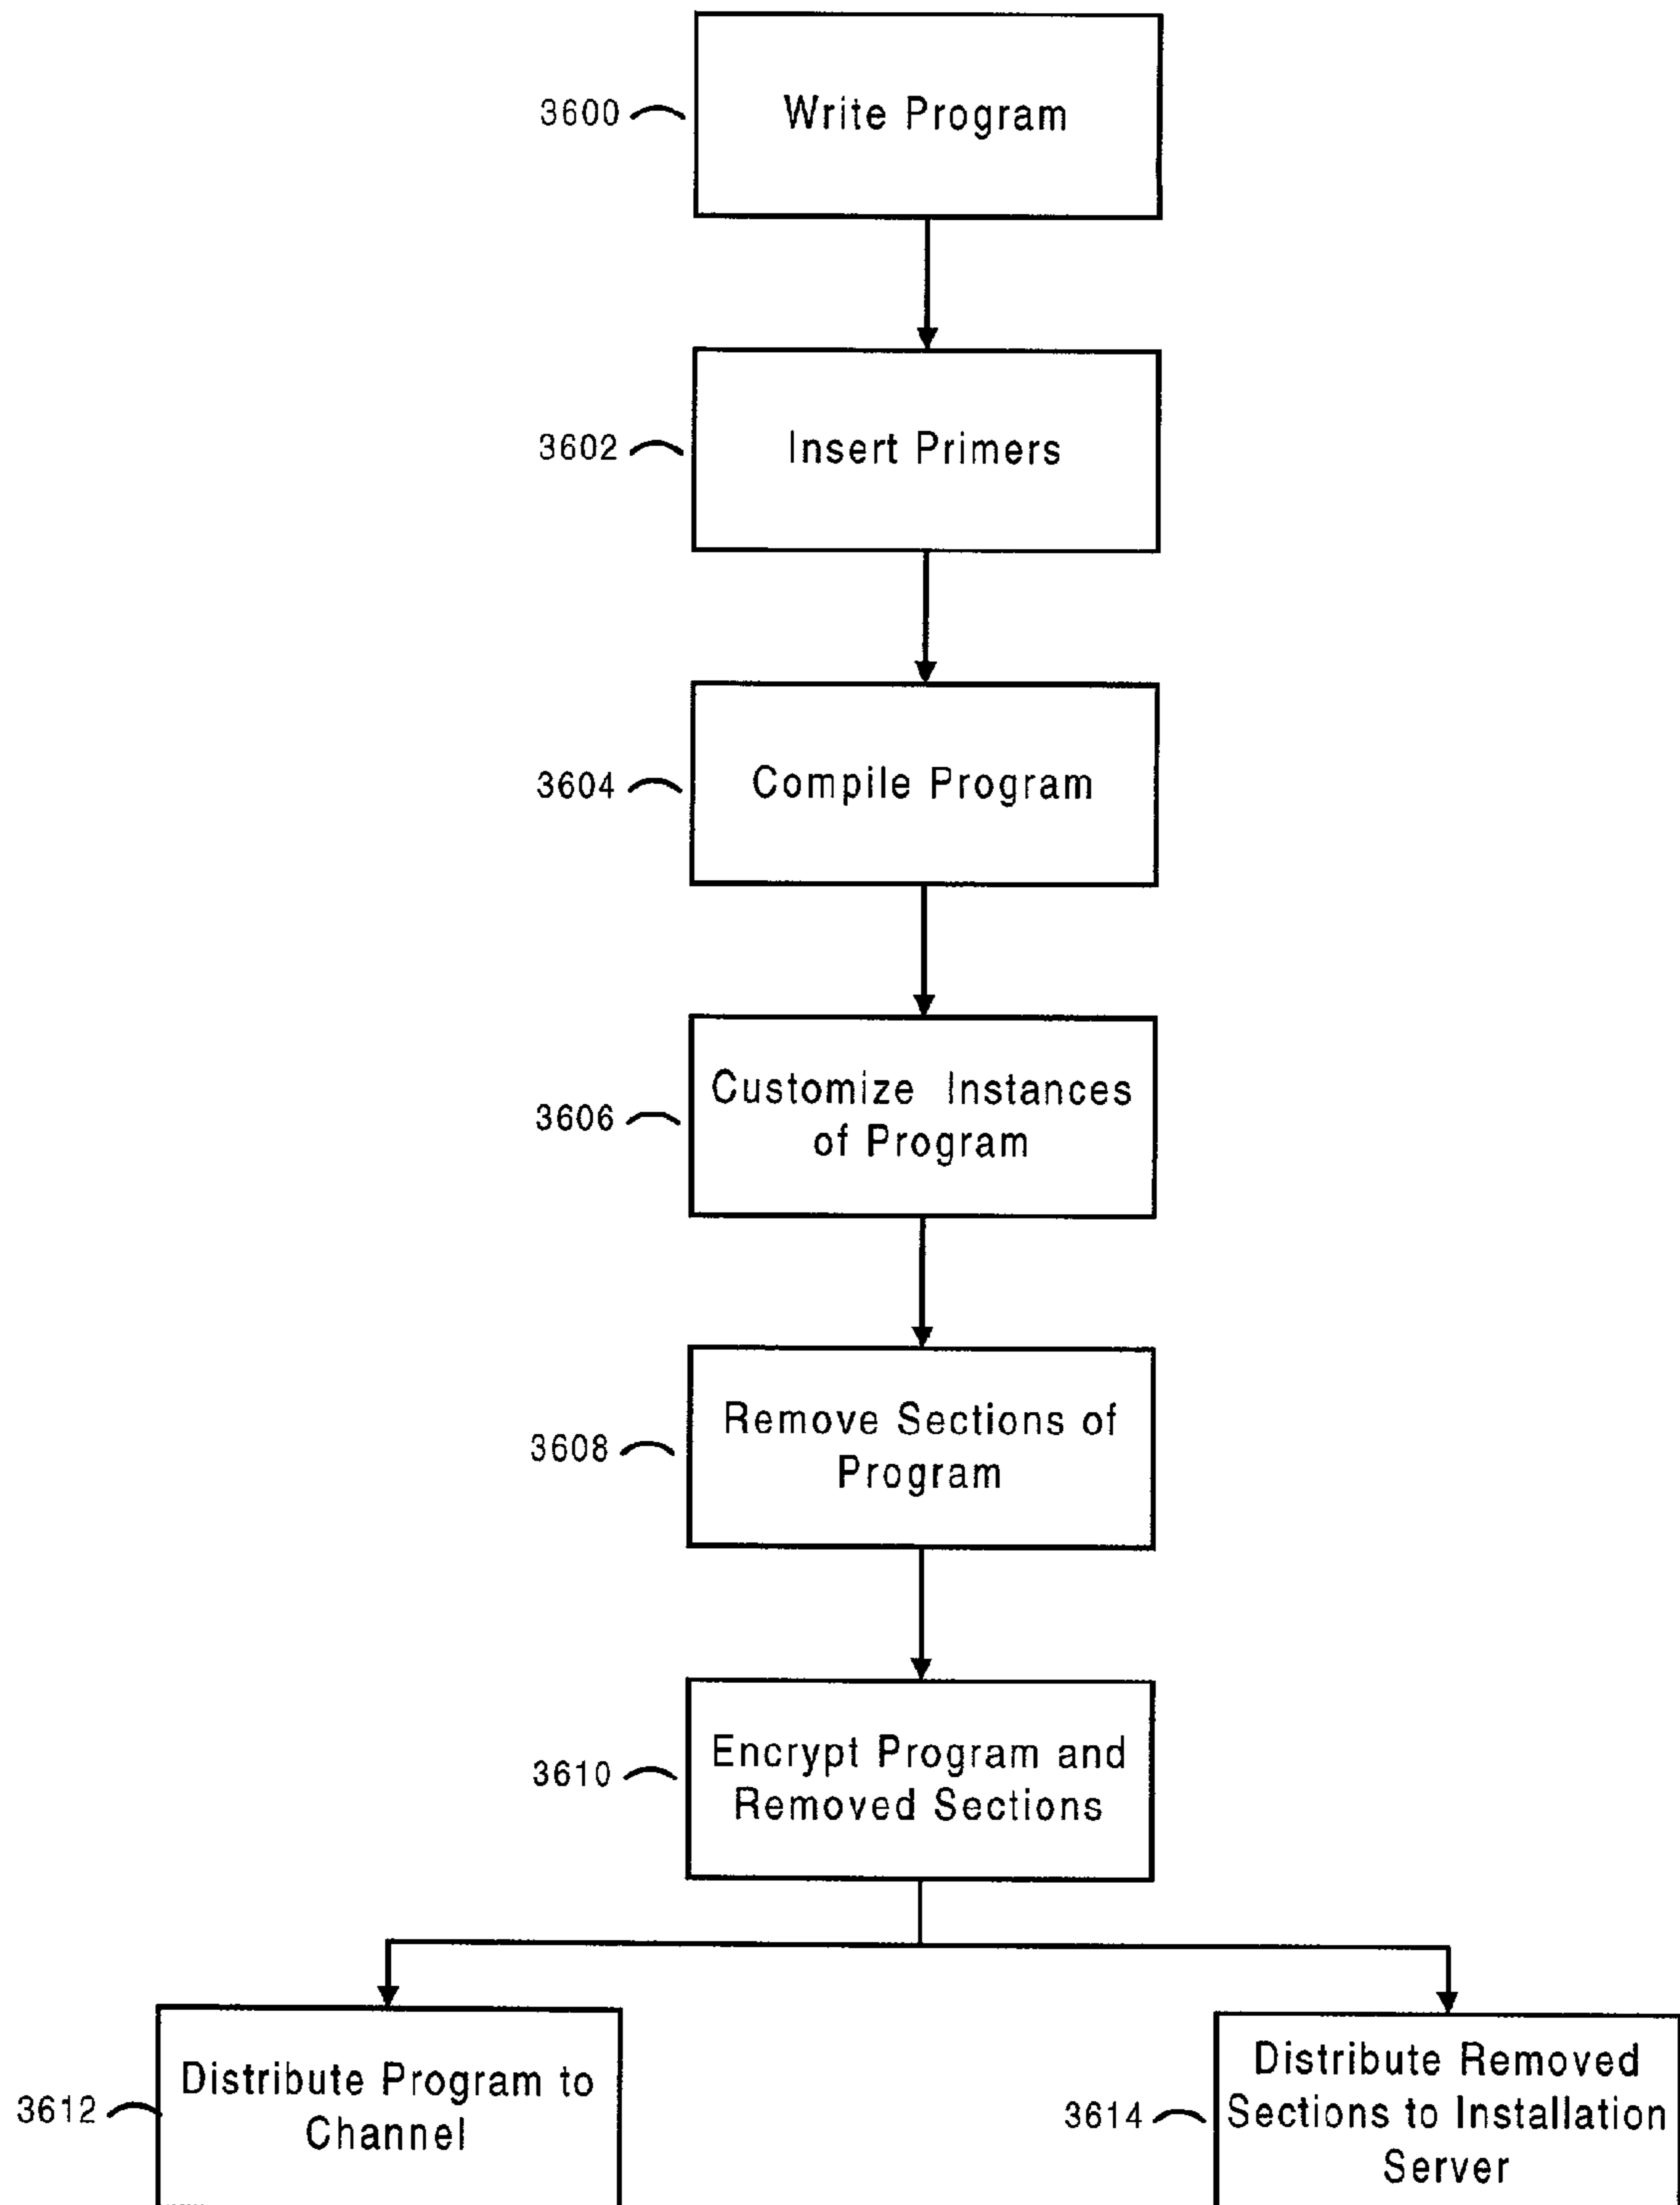 3600
Write Program
3602
Insert Primers
3604
Compile Program
3606
Customize Instances
of Program
3608
Remove Sections of
Program
3610
Encrypt Program and
Removed Sections
3612
Distribute Program to
Channel
3614
Distribute Removed
Sections to Installation
Server